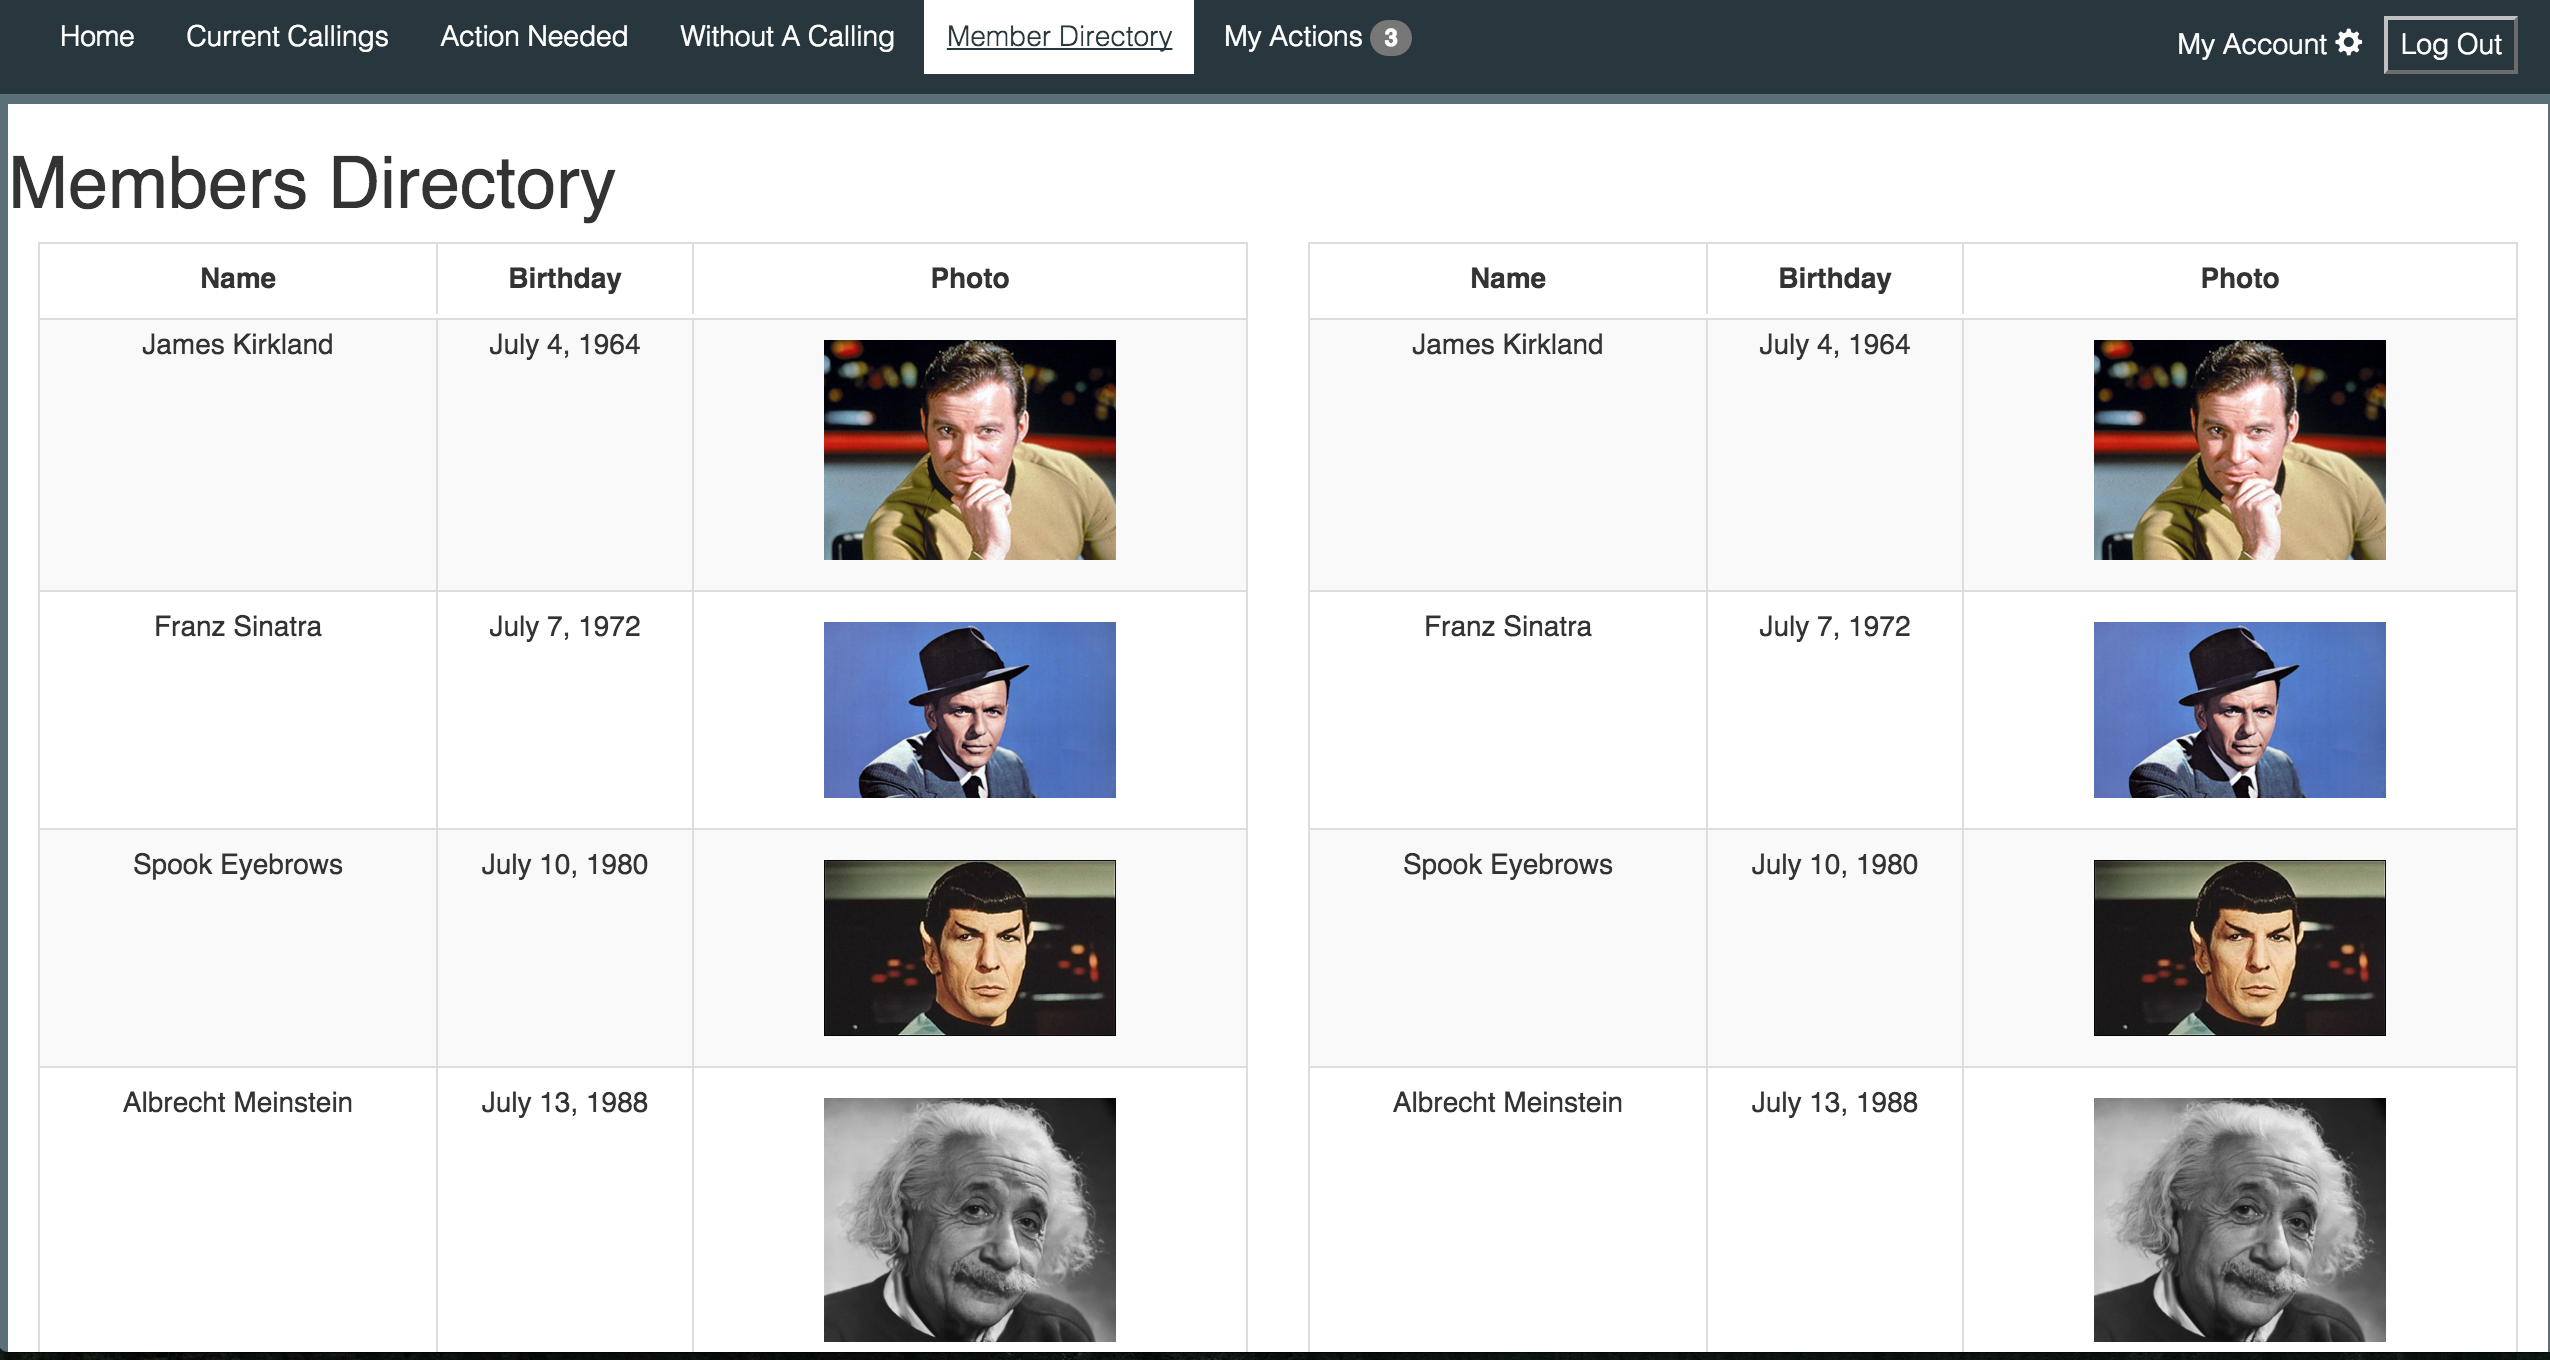 Home Current Callings Action Needed Without A Calling Member Directory My Actions 3 My Account Log Out
Members Directory
Name Birthday Photo
James Kirkland July 4, 1964
Franz Sinatra July 7, 1972
Spook Eyebrows July 10, 1980
Albrecht Meinstein July 13, 1988
Name Birthday Photo
James Kirkland July 4, 1964
Franz Sinatra July 7, 1972
Spook Eyebrows July 10, 1980
Albrecht Meinstein July 13, 1988